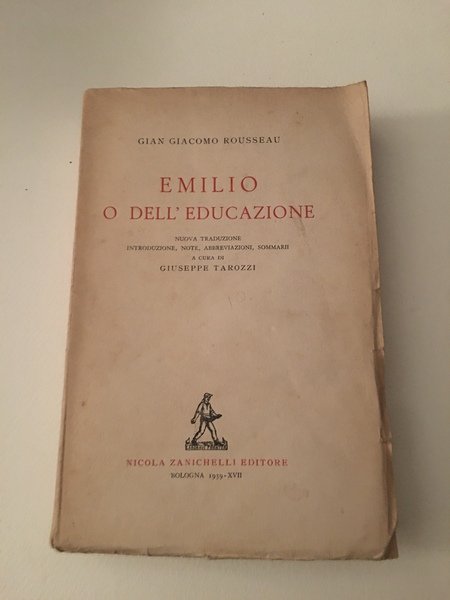 GIAN GIACOMO ROUSSEAU
EMILIO
O DELL'EDUCAZIONE
NUOVA TRADUZIONE
INTRODUZIONE, NOTE, ABBREVIAZIONI, SOMMARII
A CURA DI
GIUSEPPE TAROZZI
NICOLA ZANICHELLI EDITORE
BOLOGNA 1939-XVII